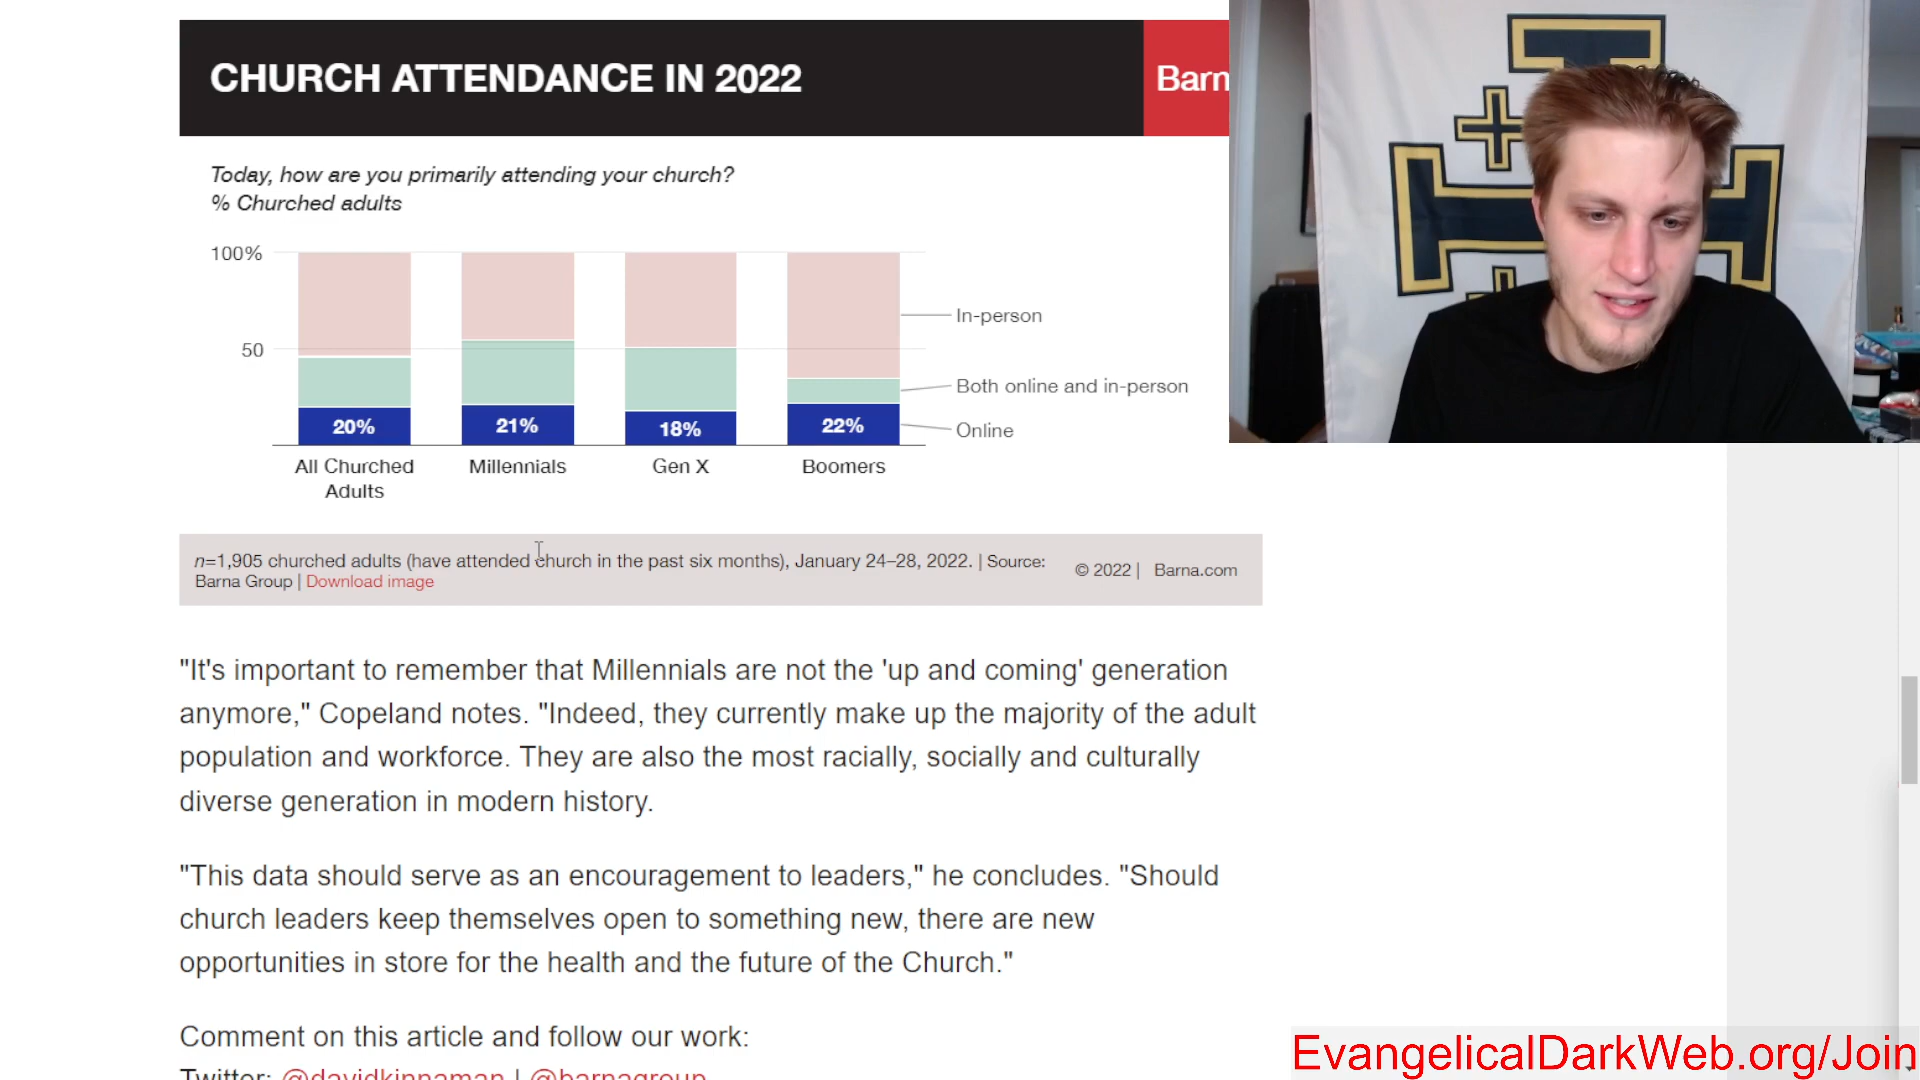 CHURCH ATTENDANCE IN 2022
Barn
Today, how are you primarily attending your church?
% Churched adults
100%
50
In-person
Both online and in-person
Online
20%
21%
18%
22%
All Churched
Adults
Millennials
Gen X
Boomers
n=1,905 churched adults (have attended church in the past six months), January 24–28, 2022. | Source:
Barna Group | Download image
© 2022 | Barna.com
"It's important to remember that Millennials are not the 'up and coming' generation
anymore," Copeland notes. "Indeed, they currently make up the majority of the adult
population and workforce. They are also the most racially, socially and culturally
diverse generation in modern history.
"This data should serve as an encouragement to leaders," he concludes. "Should
church leaders keep themselves open to something new, there are new
opportunities in store for the health and the future of the Church."
Comment on this article and follow our work:
Twitter: @davidkinnaman | @barnagroup
EvangelicalDarkWeb.org/Join